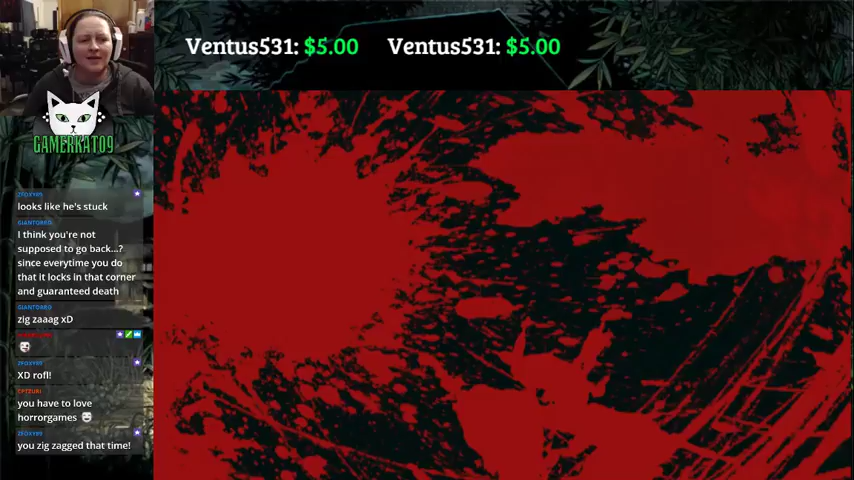 Ventus531: $5.00 Ventus531: $5.00
GAMERKAT09
looks like he's stuck
GIANTORRO
I think you're not
supposed to go back...?
since everytime you do
that it locks in that corner
and guaranteed death
GIANTORRO
zig zaaag xD
XD rofl!
you have to love
horrorgames
you zig zagged that time!